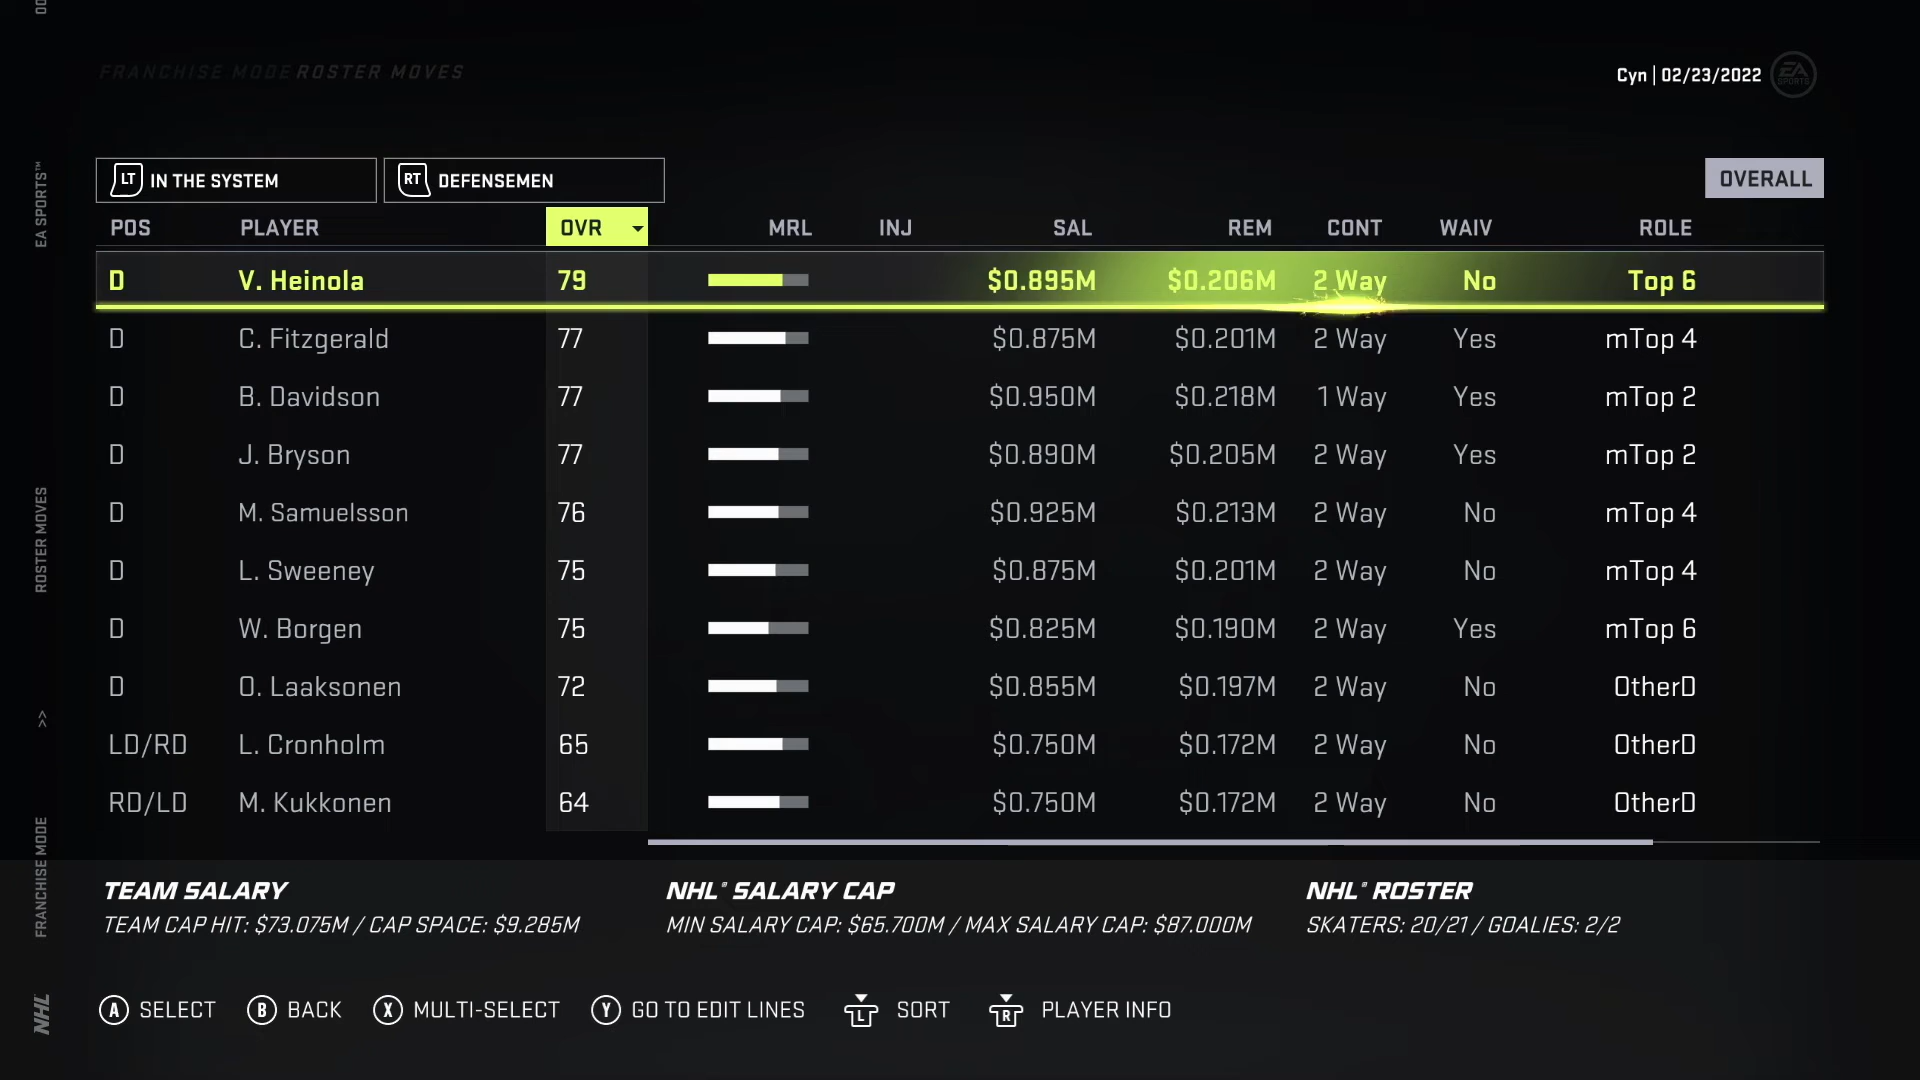 FRANCHISE MODE ROSTER MOVES
Cyn | 02/23/2022
EA SPORTS
LT IN THE SYSTEM
RT DEFENSEMEN
OVERALL
POS PLAYER OVR MRL INJ SAL REM CONT WAIV ROLE
D V. Heinola 79 $0.895M $0.206M 2 Way No Top 6
D C. Fitzgerald 77 $0.875M $0.201M 2 Way Yes mTop 4
D B. Davidson 77 $0.950M $0.218M 1 Way Yes mTop 2
D J. Bryson 77 $0.890M $0.205M 2 Way Yes mTop 2
D M. Samuelsson 76 $0.925M $0.213M 2 Way No mTop 4
D L. Sweeney 75 $0.875M $0.201M 2 Way No mTop 4
D W. Borgen 75 $0.825M $0.190M 2 Way Yes mTop 6
D O. Laaksonen 72 $0.855M $0.197M 2 Way No OtherD
LD/RD L. Cronholm 65 $0.750M $0.172M 2 Way No OtherD
RD/LD M. Kukkonen 64 $0.750M $0.172M 2 Way No OtherD
TEAM SALARY
TEAM CAP HIT: $73.075M / CAP SPACE: $9.285M
NHL® SALARY CAP
MIN SALARY CAP: $65.700M / MAX SALARY CAP: $87.000M
NHL® ROSTER
SKATERS: 20/21 / GOALIES: 2/2
A SELECT B BACK X MULTI-SELECT Y GO TO EDIT LINES L SORT R PLAYER INFO
NHL FRANCHISE MODE >> ROSTER MOVES EA SPORTS™